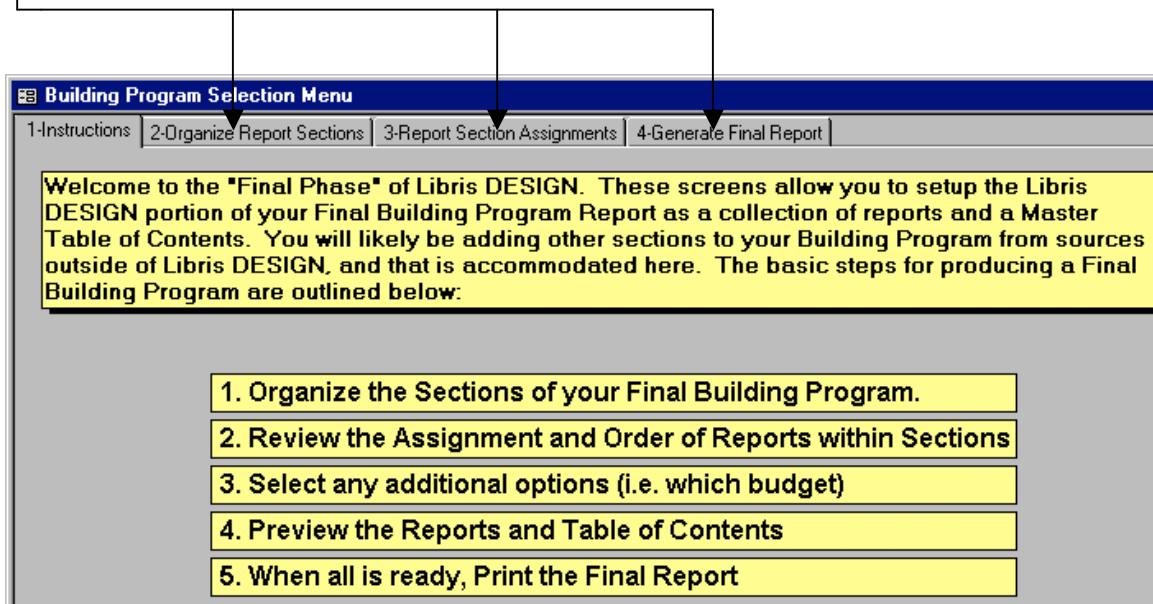 Building Program Selection Menu
1-Instructions 2-Organize Report Sections 3-Report Section Assignments 4-Generate Final Report
Welcome to the "Final Phase" of Libris DESIGN. These screens allow you to setup the Libris
DESIGN portion of your Final Building Program Report as a collection of reports and a Master
Table of Contents. You will likely be adding other sections to your Building Program from sources
outside of Libris DESIGN, and that is accommodated here. The basic steps for producing a Final
Building Program are outlined below:
1. Organize the Sections of your Final Building Program.
2. Review the Assignment and Order of Reports within Sections
3. Select any additional options (i.e. which budget)
4. Preview the Reports and Table of Contents
5. When all is ready, Print the Final Report